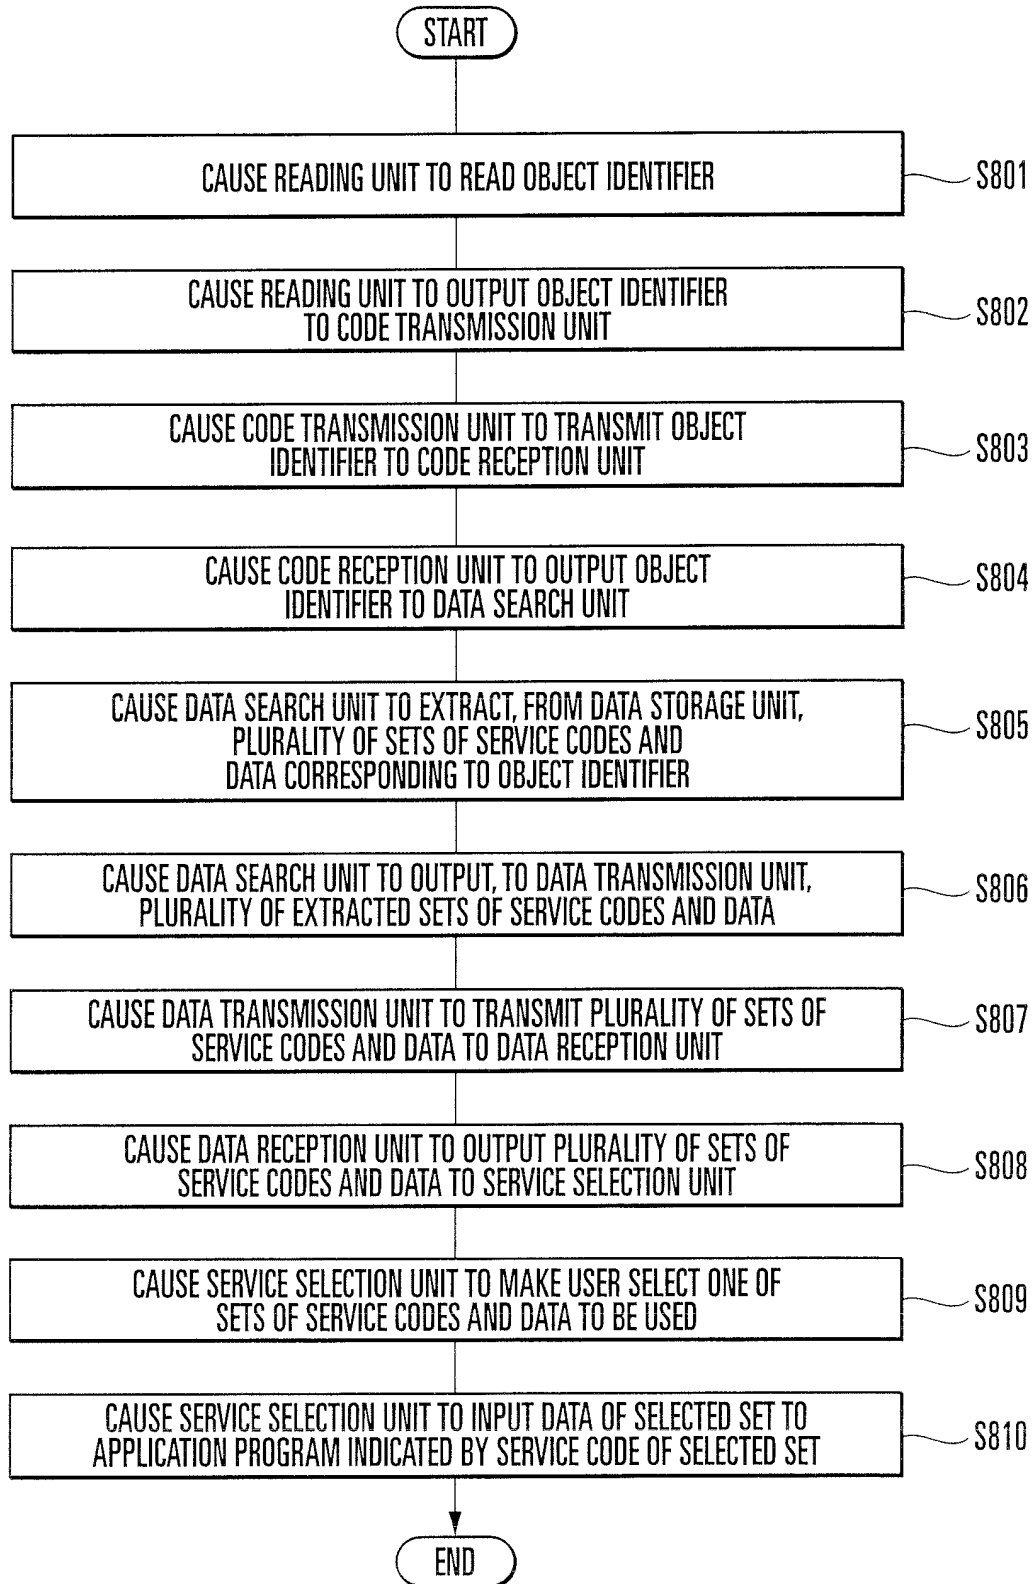 START
CAUSE READING UNIT TO READ OBJECT IDENTIFIER
S801
CAUSE READING UNIT TO OUTPUT OBJECT IDENTIFIER
TO CODE TRANSMISSION UNIT
S802
CAUSE CODE TRANSMISSION UNIT TO TRANSMIT OBJECT
IDENTIFIER TO CODE RECEPTION UNIT
S803
CAUSE CODE RECEPTION UNIT TO OUTPUT OBJECT
IDENTIFIER TO DATA SEARCH UNIT
S804
CAUSE DATA SEARCH UNIT TO EXTRACT, FROM DATA STORAGE UNIT,
PLURALITY OF SETS OF SERVICE CODES AND
DATA CORRESPONDING TO OBJECT IDENTIFIER
S805
CAUSE DATA SEARCH UNIT TO OUTPUT, TO DATA TRANSMISSION UNIT,
PLURALITY OF EXTRACTED SETS OF SERVICE CODES AND DATA
S806
CAUSE DATA TRANSMISSION UNIT TO TRANSMIT PLURALITY OF SETS OF
SERVICE CODES AND DATA TO DATA RECEPTION UNIT
S807
CAUSE DATA RECEPTION UNIT TO OUTPUT PLURALITY OF SETS OF
SERVICE CODES AND DATA TO SERVICE SELECTION UNIT
S808
CAUSE SERVICE SELECTION UNIT TO MAKE USER SELECT ONE OF
SETS OF SERVICE CODES AND DATA TO BE USED
S809
CAUSE SERVICE SELECTION UNIT TO INPUT DATA OF SELECTED SET TO
APPLICATION PROGRAM INDICATED BY SERVICE CODE OF SELECTED SET
S810
END